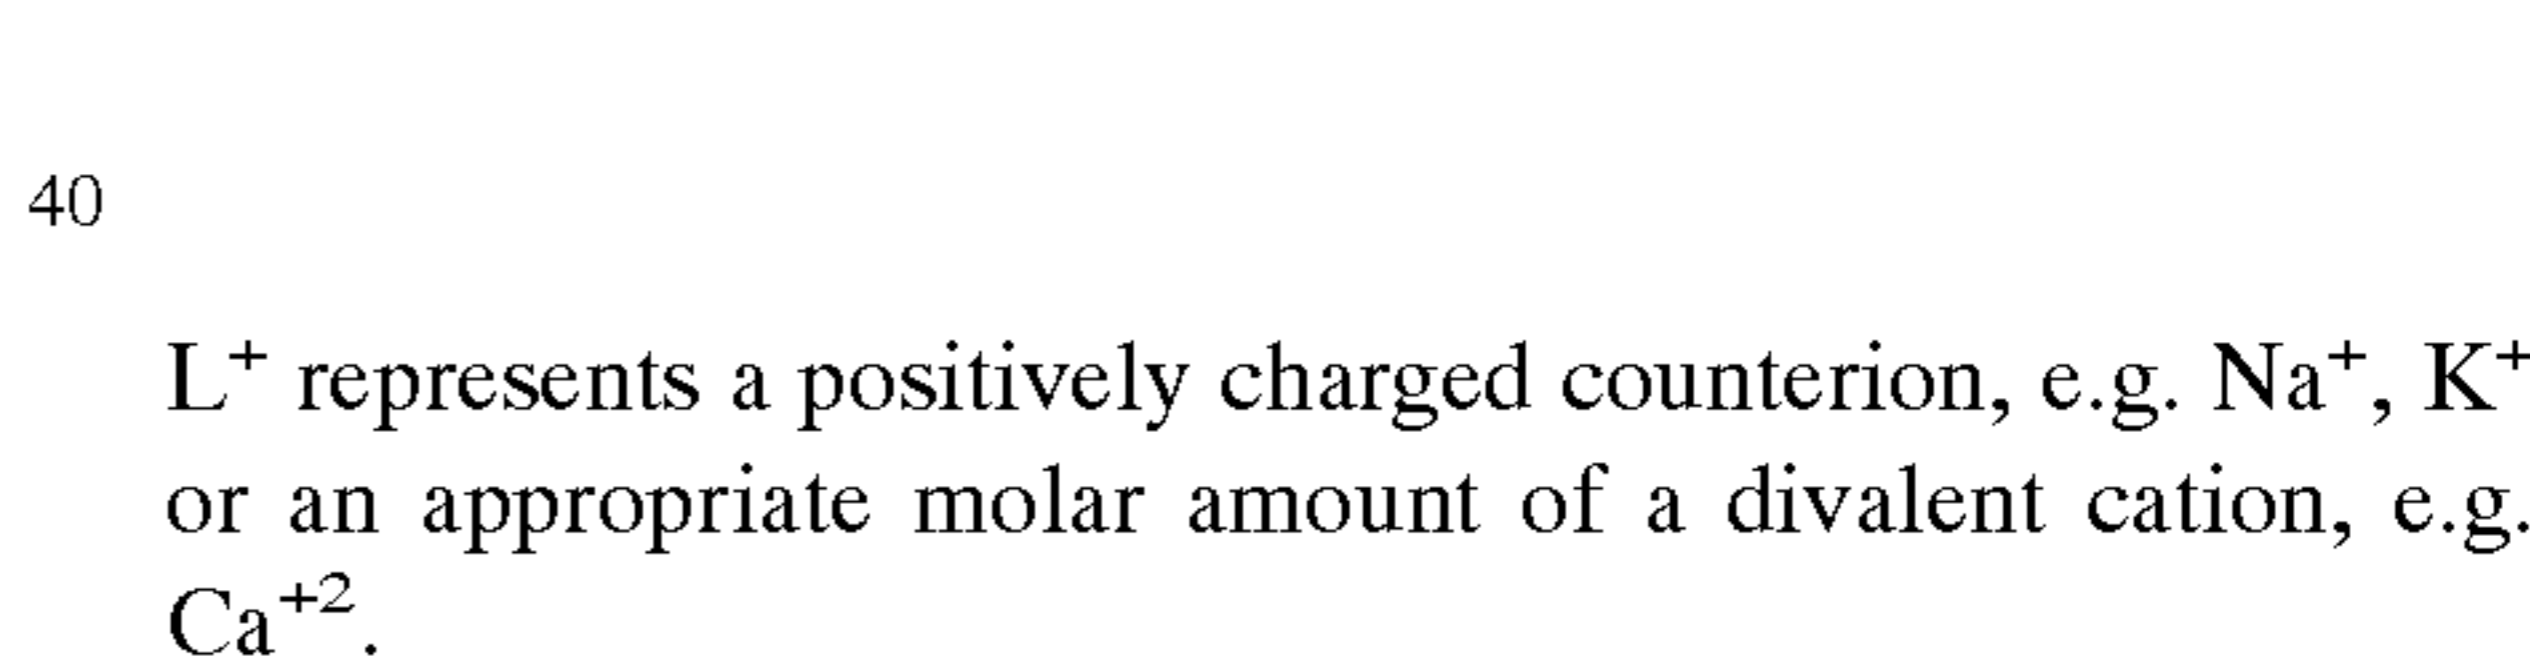 40
L⁺ represents a positively charged counterion, e.g. Na⁺, K⁺
or an appropriate molar amount of a divalent cation, e.g.
Ca⁺².